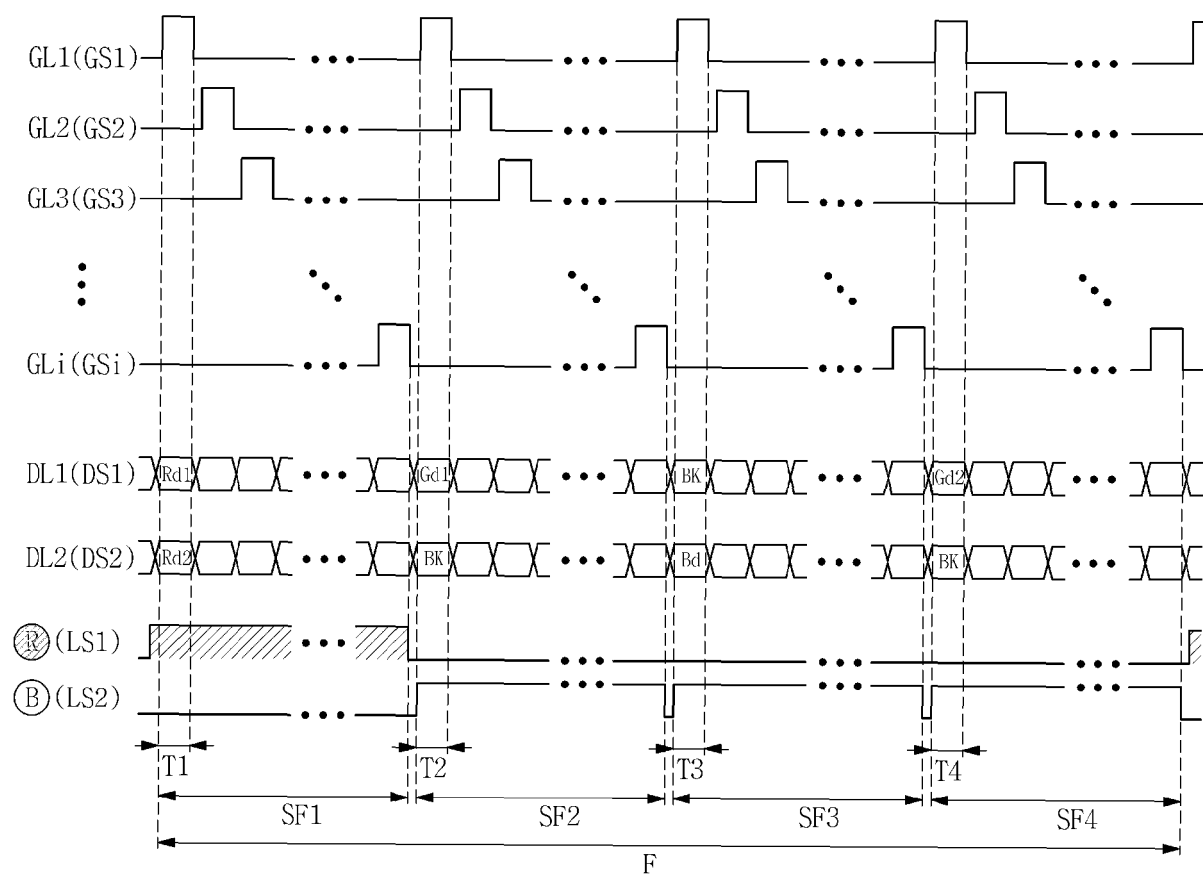 GL1(GS1)
GL2(GS2)
GL3(GS3)
GLi(GSi)
DL1(DS1) Rd1 Gd1 BK Gd2
DL2(DS2) Rd2 BK Bd BK
R (LS1)
B (LS2)
T1 T2 T3 T4
SF1 SF2 SF3 SF4
F